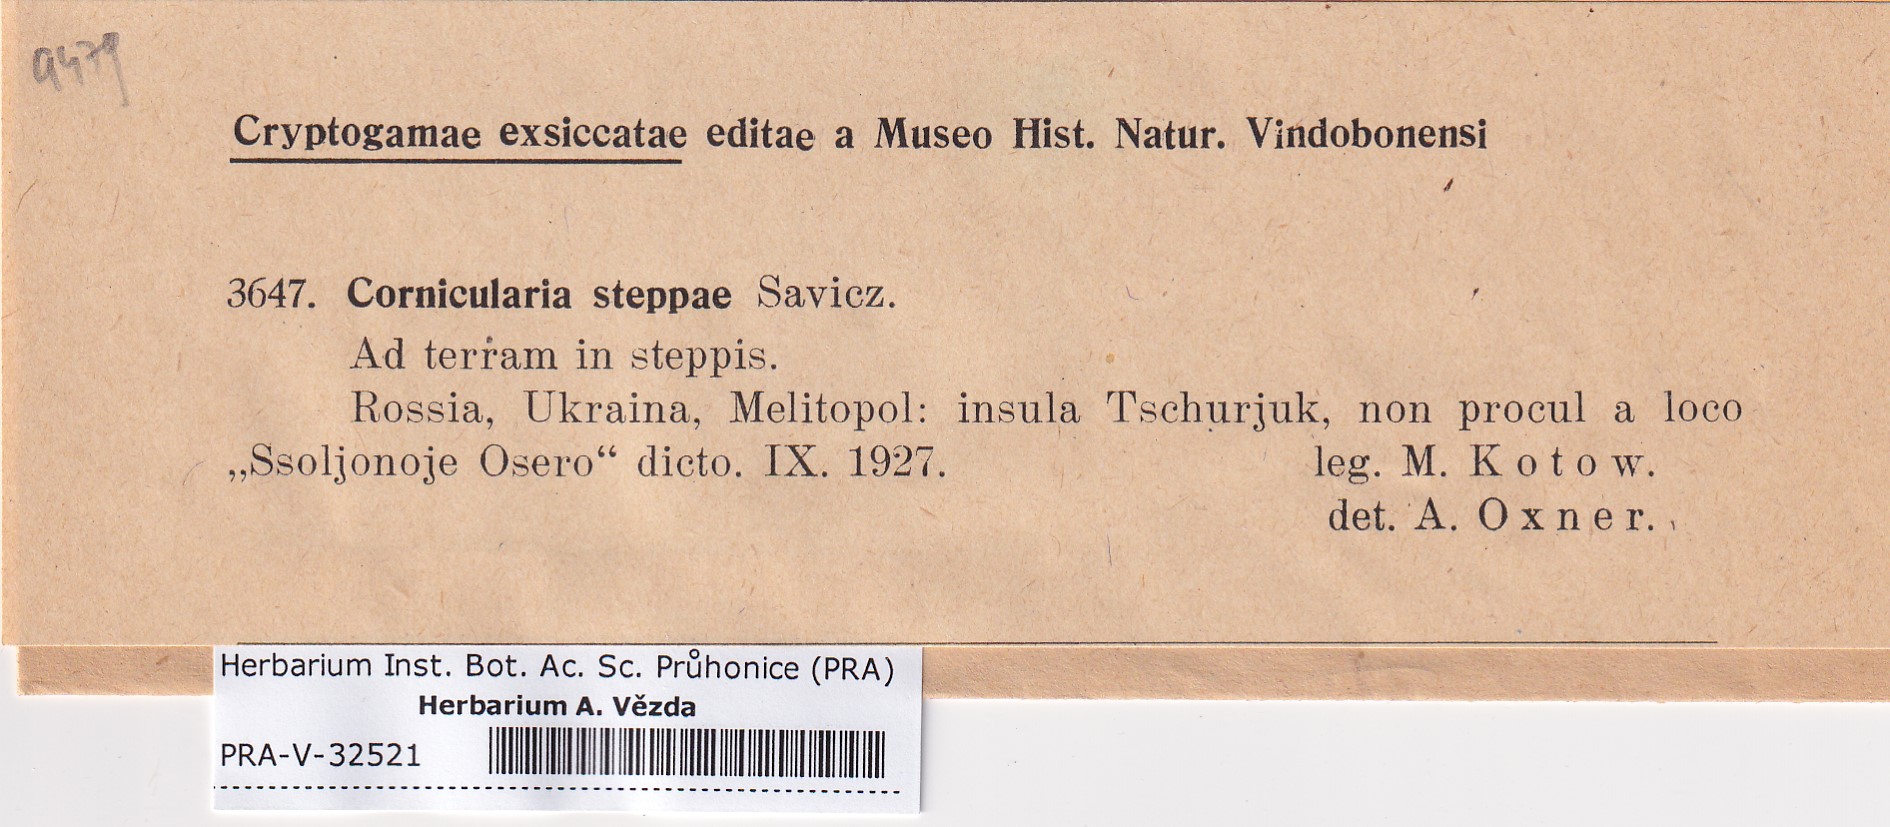 9479
Cryptogamae exsiccatae editae a Museo Hist. Natur. Vindobonensi
3647. Cornicularia steppae Savicz.
Ad terram in steppis.
Rossia, Ukraina, Melitopol: insula Tschurjuk, non procul a loco
„Ssoljonoje Osero“ dicto. IX. 1927. leg. M. Kotow.
det. A. Oxner.
Herbarium Inst. Bot. Ac. Sc. Průhonice (PRA)
Herbarium A. Vězda
PRA-V-32521